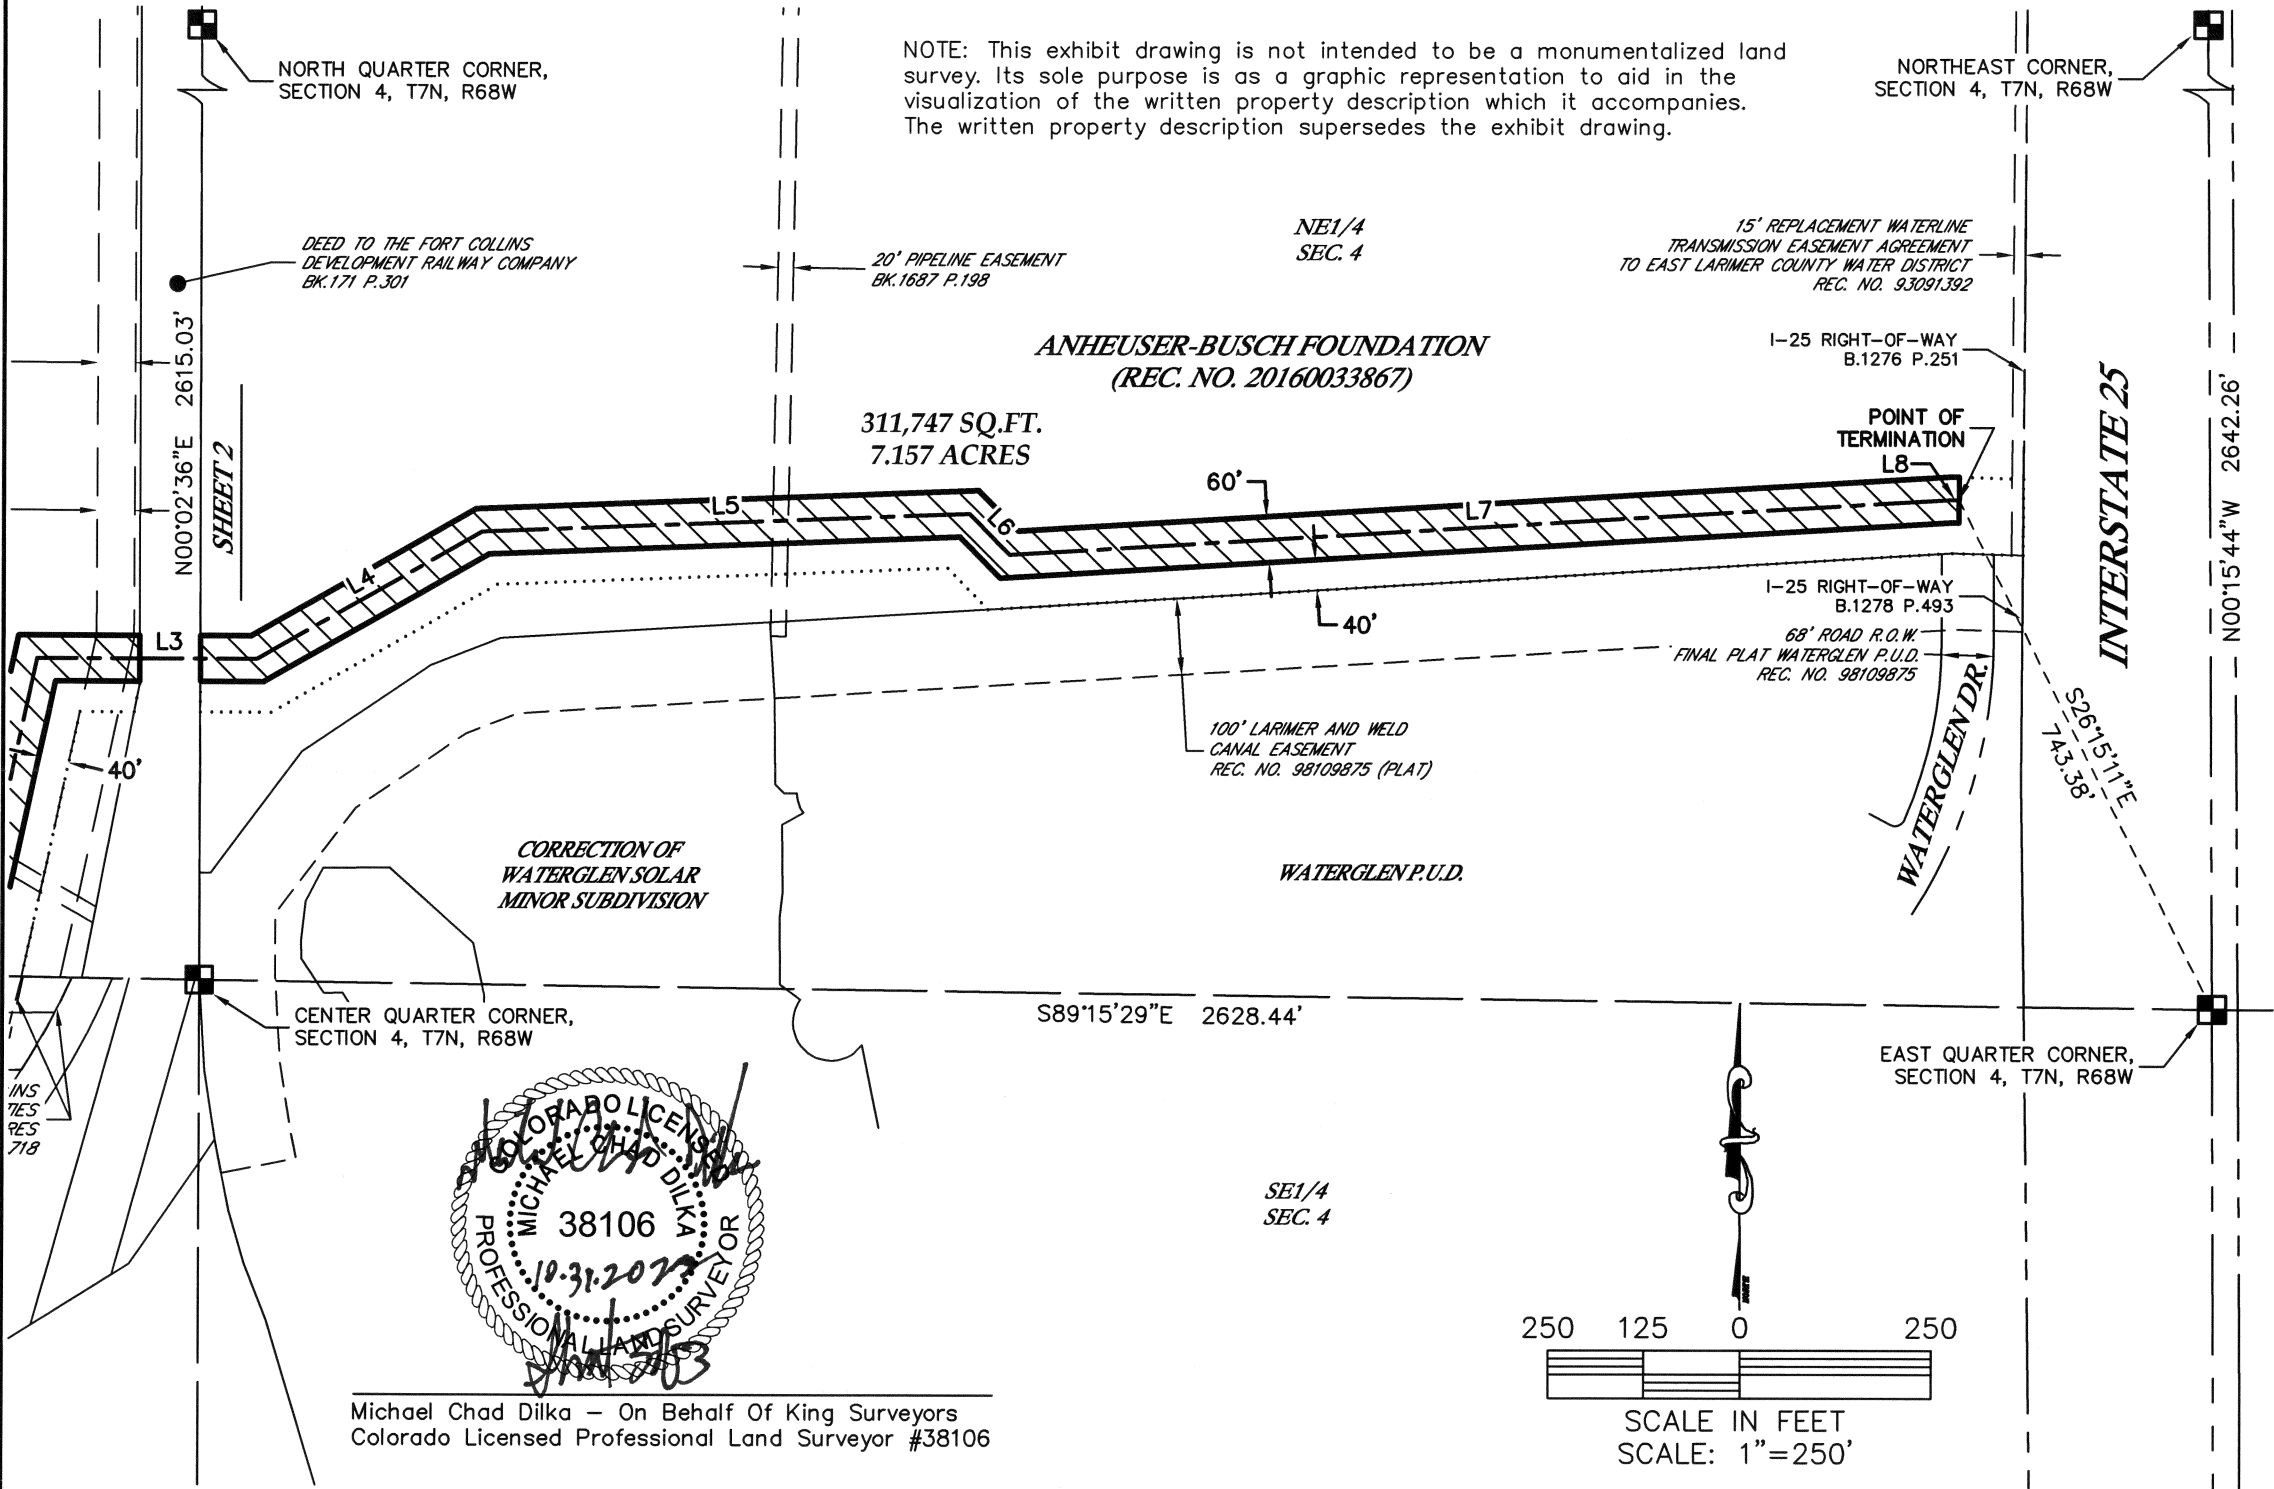 NORTH QUARTER CORNER,
SECTION 4, T7N, R68W
NOTE: This exhibit drawing is not intended to be a monumentalized land
survey. Its sole purpose is as a graphic representation to aid in the
visualization of the written property description which it accompanies.
The written property description supersedes the exhibit drawing.
NORTHEAST CORNER,
SECTION 4, T7N, R68W
DEED TO THE FORT COLLINS
DEVELOPMENT RAILWAY COMPANY
BK.171 P.301
20' PIPELINE EASEMENT
BK.1687 P.198
NE1/4
SEC. 4
15' REPLACEMENT WATERLINE
TRANSMISSION EASEMENT AGREEMENT
TO EAST LARIMER COUNTY WATER DISTRICT
REC. NO. 93091392
N00°02'36"E 2615.03'
SHEET 2
ANHEUSER-BUSCH FOUNDATION
(REC. NO. 20160033867)
I-25 RIGHT-OF-WAY
B.1276 P.251
INTERSTATE 25
N00°15'44"W 2642.26'
311,747 SQ.FT.
7.157 ACRES
POINT OF
TERMINATION
L8
60'
L5
L6
L7
L4
L3
40'
40'
I-25 RIGHT-OF-WAY
B.1278 P.493
68' ROAD R.O.W.
FINAL PLAT WATERGLEN P.U.D.
REC. NO. 98109875
WATERGLEN DR.
S26°15'11"E
743.38'
100' LARIMER AND WELD
CANAL EASEMENT
REC. NO. 98109875 (PLAT)
CORRECTION OF
WATERGLEN SOLAR
MINOR SUBDIVISION
WATERGLEN P.U.D.
CENTER QUARTER CORNER,
SECTION 4, T7N, R68W
S89°15'29"E 2628.44'
EAST QUARTER CORNER,
SECTION 4, T7N, R68W
INS
TIES
RES
718
COLORADO LICENSED
MICHAEL CHAD DILKA
38106
10.31.2022
PROFESSIONAL LAND SURVEYOR
SE1/4
SEC. 4
NORTH
250 125 0 250
SCALE IN FEET
SCALE: 1"=250'
Michael Chad Dilka – On Behalf Of King Surveyors
Colorado Licensed Professional Land Surveyor #38106